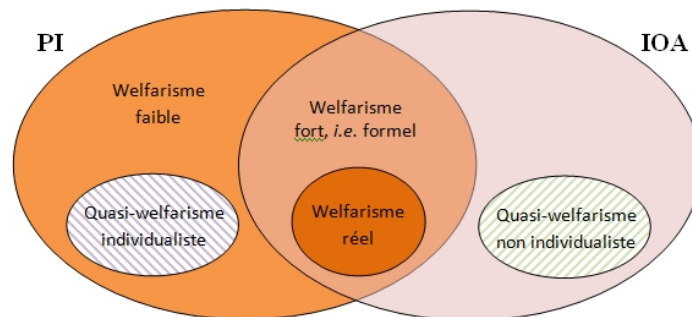 PI
IOA
Welfarisme
faible
Welfarisme
fort, i.e. formel
Quasi-welfarisme
individualiste
Welfarisme
réel
Quasi-welfarisme
non individualiste